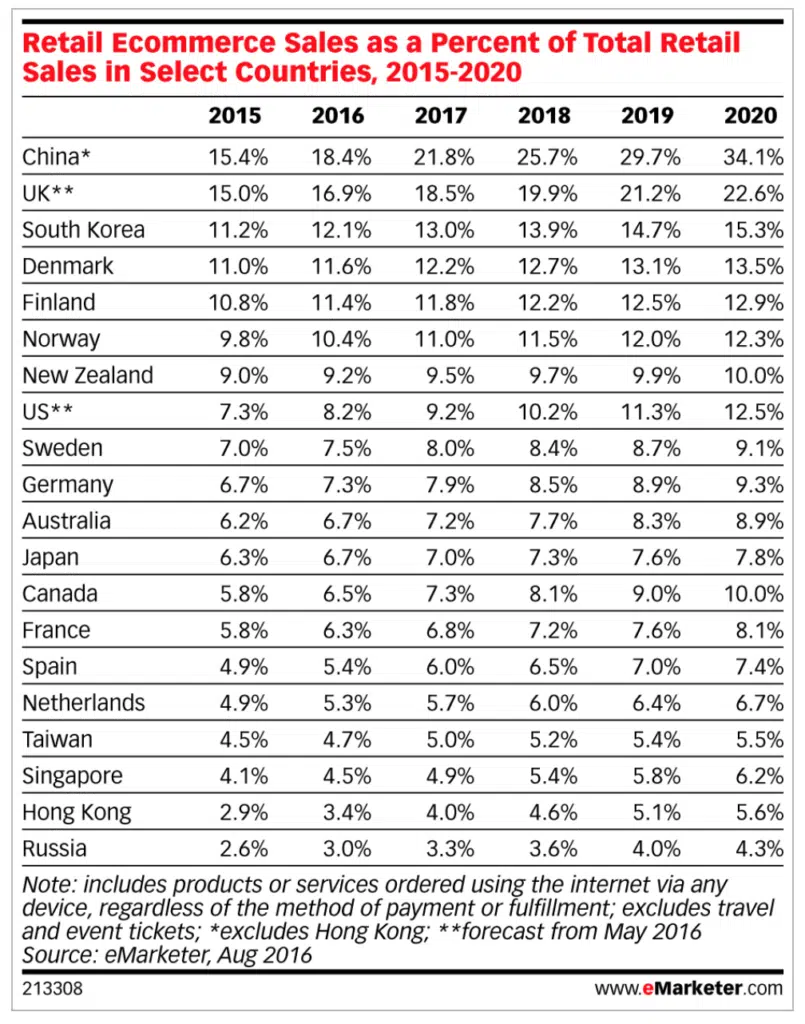 Retail Ecommerce Sales as a Percent of Total Retail
Sales in Select Countries, 2015-2020
2015 2016 2017 2018 2019 2020
China* 15.4% 18.4% 21.8% 25.7% 29.7% 34.1%
UK** 15.0% 16.9% 18.5% 19.9% 21.2% 22.6%
South Korea 11.2% 12.1% 13.0% 13.9% 14.7% 15.3%
Denmark 11.0% 11.6% 12.2% 12.7% 13.1% 13.5%
Finland 10.8% 11.4% 11.8% 12.2% 12.5% 12.9%
Norway 9.8% 10.4% 11.0% 11.5% 12.0% 12.3%
New Zealand 9.0% 9.2% 9.5% 9.7% 9.9% 10.0%
US** 7.3% 8.2% 9.2% 10.2% 11.3% 12.5%
Sweden 7.0% 7.5% 8.0% 8.4% 8.7% 9.1%
Germany 6.7% 7.3% 7.9% 8.5% 8.9% 9.3%
Australia 6.2% 6.7% 7.2% 7.7% 8.3% 8.9%
Japan 6.3% 6.7% 7.0% 7.3% 7.6% 7.8%
Canada 5.8% 6.5% 7.3% 8.1% 9.0% 10.0%
France 5.8% 6.3% 6.8% 7.2% 7.6% 8.1%
Spain 4.9% 5.4% 6.0% 6.5% 7.0% 7.4%
Netherlands 4.9% 5.3% 5.7% 6.0% 6.4% 6.7%
Taiwan 4.5% 4.7% 5.0% 5.2% 5.4% 5.5%
Singapore 4.1% 4.5% 4.9% 5.4% 5.8% 6.2%
Hong Kong 2.9% 3.4% 4.0% 4.6% 5.1% 5.6%
Russia 2.6% 3.0% 3.3% 3.6% 4.0% 4.3%
Note: includes products or services ordered using the internet via any
device, regardless of the method of payment or fulfillment; excludes travel
and event tickets; *excludes Hong Kong; **forecast from May 2016
Source: eMarketer, Aug 2016
213308 www.eMarketer.com